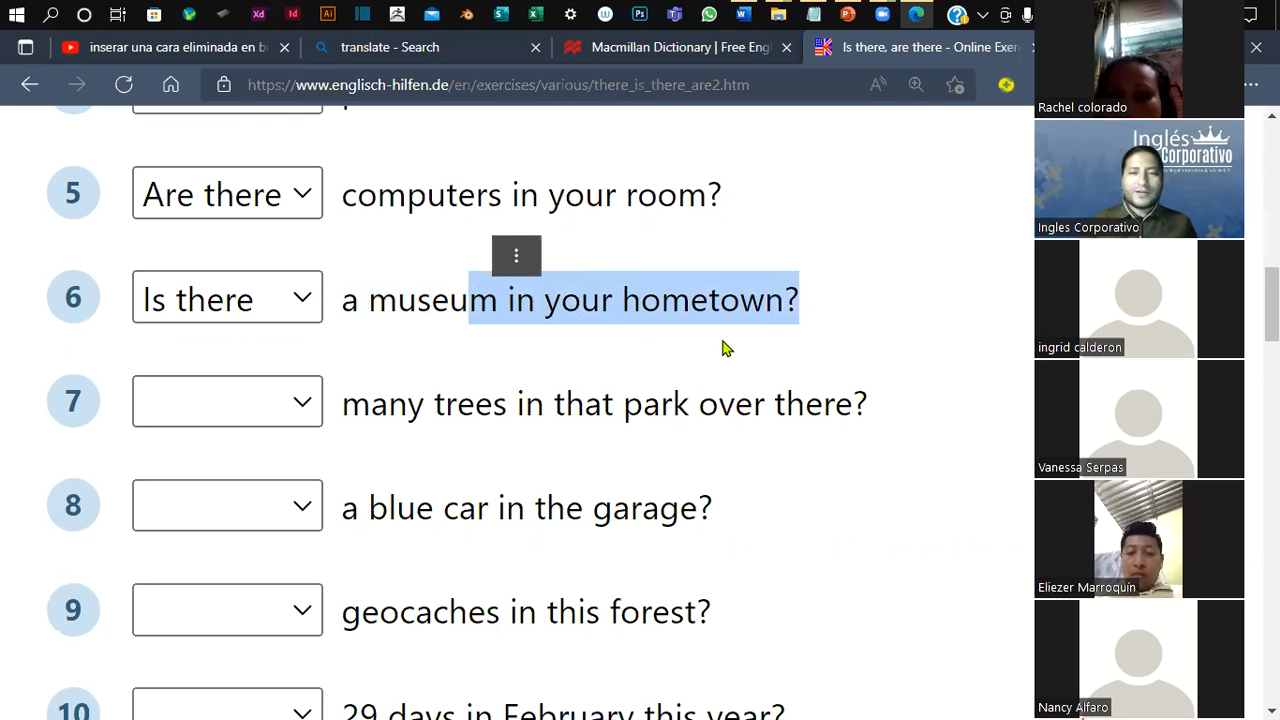 inserir una cara eliminada en b
translate - Search
Macmillan Dictionary | Free Eng
Is there, are there - Online Exer
https://www.englisch-hilfen.de/en/exercises/various/there_is_there_are2.htm
5 Are there computers in your room?
6 Is there a museum in your hometown?
7 many trees in that park over there?
8 a blue car in the garage?
9 geocaches in this forest?
10 29 days in February this year?
Rachel colorado
Inglés
Corporativo
Ingles Corporativo
ingrid calderon
Vanessa Serpas
Eliezer Marroquín
Nancy Alfaro